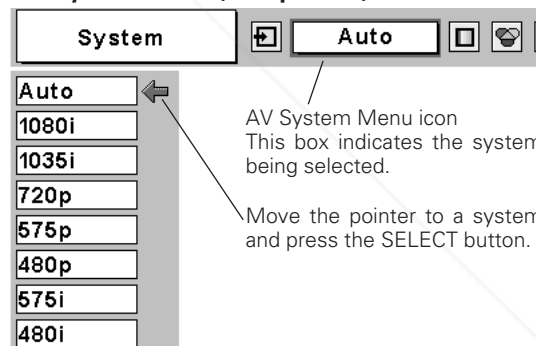 System
Auto
Auto
1080i
1035i
720p
575p
480p
575i
480i
AV System Menu icon
This box indicates the system
being selected.
Move the pointer to a system
and press the SELECT button.